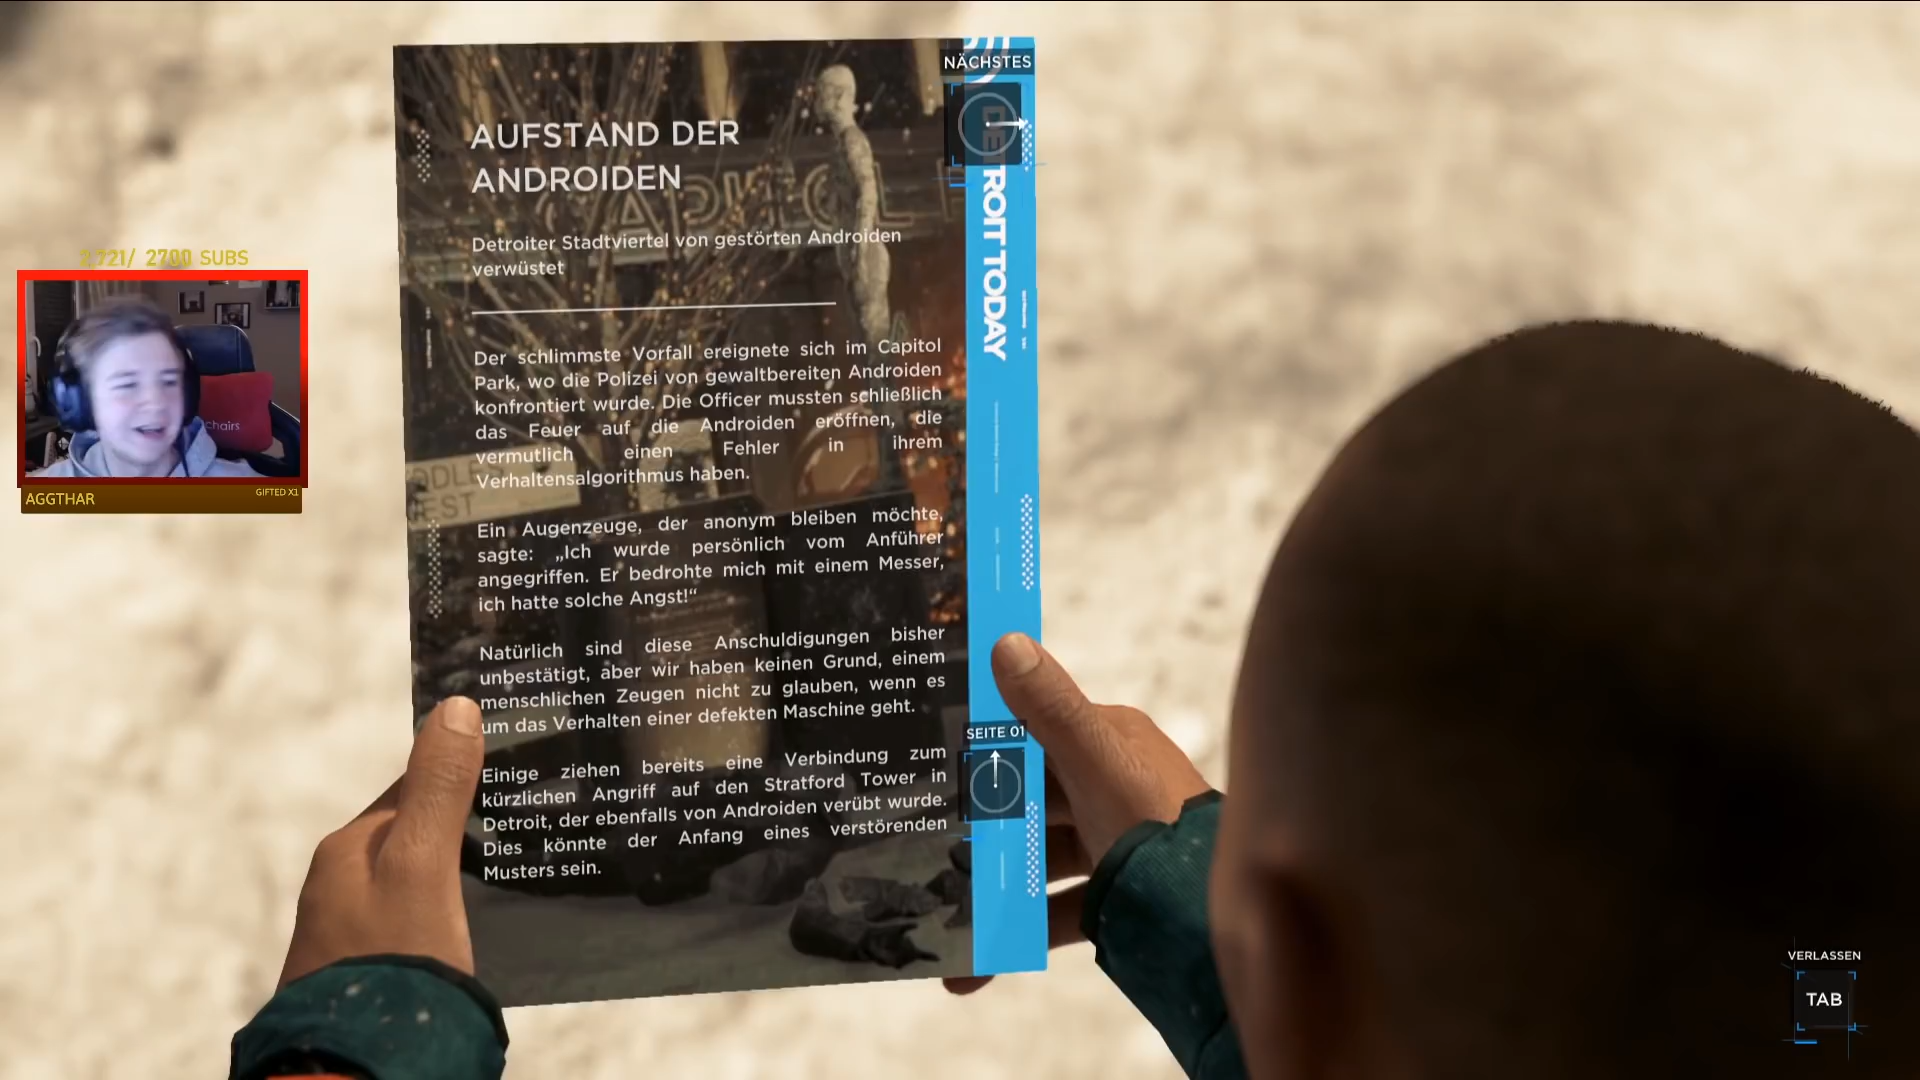 NÄCHSTES
AUFSTAND DER
ANDROIDEN
Detroiter Stadtviertel von gestörten Androiden
verwüstet
Der schlimmste Vorfall ereignete sich im Capitol
Park, wo die Polizei von gewaltbereiten Androiden
konfrontiert wurde. Die Officer mussten schließlich
das Feuer auf die Androiden eröffnen, die
vermutlich einen Fehler in ihrem
Verhaltensalgorithmus haben.
Ein Augenzeuge, der anonym bleiben möchte,
sagte: „Ich wurde persönlich vom Anführer
angegriffen. Er bedrohte mich mit einem Messer,
ich hatte solche Angst!“
Natürlich sind diese Anschuldigungen bisher
unbestätigt, aber wir haben keinen Grund, einem
menschlichen Zeugen nicht zu glauben, wenn es
um das Verhalten einer defekten Maschine geht.
Einige ziehen bereits eine Verbindung zum
kürzlichen Angriff auf den Stratford Tower in
Detroit, der ebenfalls von Androiden verübt wurde.
Dies könnte der Anfang eines verstörenden
Musters sein.
CAPITOL
DETROIT TODAY
SEITE 01
2,721/ 2700 SUBS
chairs
AGGTHAR
GIFTED X1
VERLASSEN
TAB